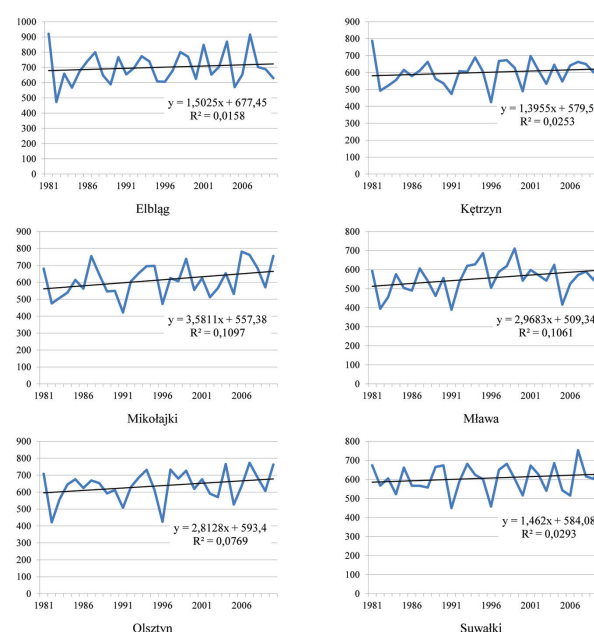 1000
900
800
700
600
500
400
300
200
100
0
y = 1,5025x + 677,45
R² = 0,0158
1981 1986 1991 1996 2001 2006
Elbląg
900
800
700
600
500
400
300
200
100
0
y = 1,3955x + 579,5
R² = 0,0253
1981 1986 1991 1996 2001 2006
Kętrzyn
900
800
700
600
500
400
300
200
100
0
y = 3,5811x + 557,38
R² = 0,1097
1981 1986 1991 1996 2001 2006
Mikołajki
900
800
700
600
500
400
300
200
100
0
y = 2,9683x + 509,34
R² = 0,1061
1981 1986 1991 1996 2001 2006
Mława
900
800
700
600
500
400
300
200
100
0
y = 2,8128x + 593,4
R² = 0,0769
1981 1986 1991 1996 2001 2006
Olsztyn
800
700
600
500
400
300
200
100
0
y = 1,462x + 584,08
R² = 0,0293
1981 1986 1991 1996 2001 2006
Suwałki